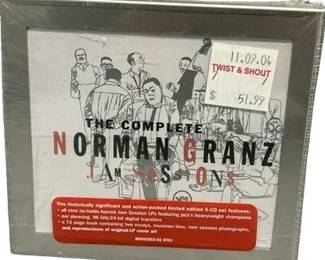 11.09.04
TWIST & SHOUT
$ 51.99
THE COMPLETE
NORMAN GRANZ
JAM SESSIONS
This historically significant and action-packed limited edition 5-CD set features:
- all nine no-holds barred Jam Session LPs featuring jazz's heavyweight champions
- ear pleasing, 96 kHz/24-bit digital transfers
- a 72 page book containing two essays, musician bios, rare session photographs,
and reproductions of original-LP cover art